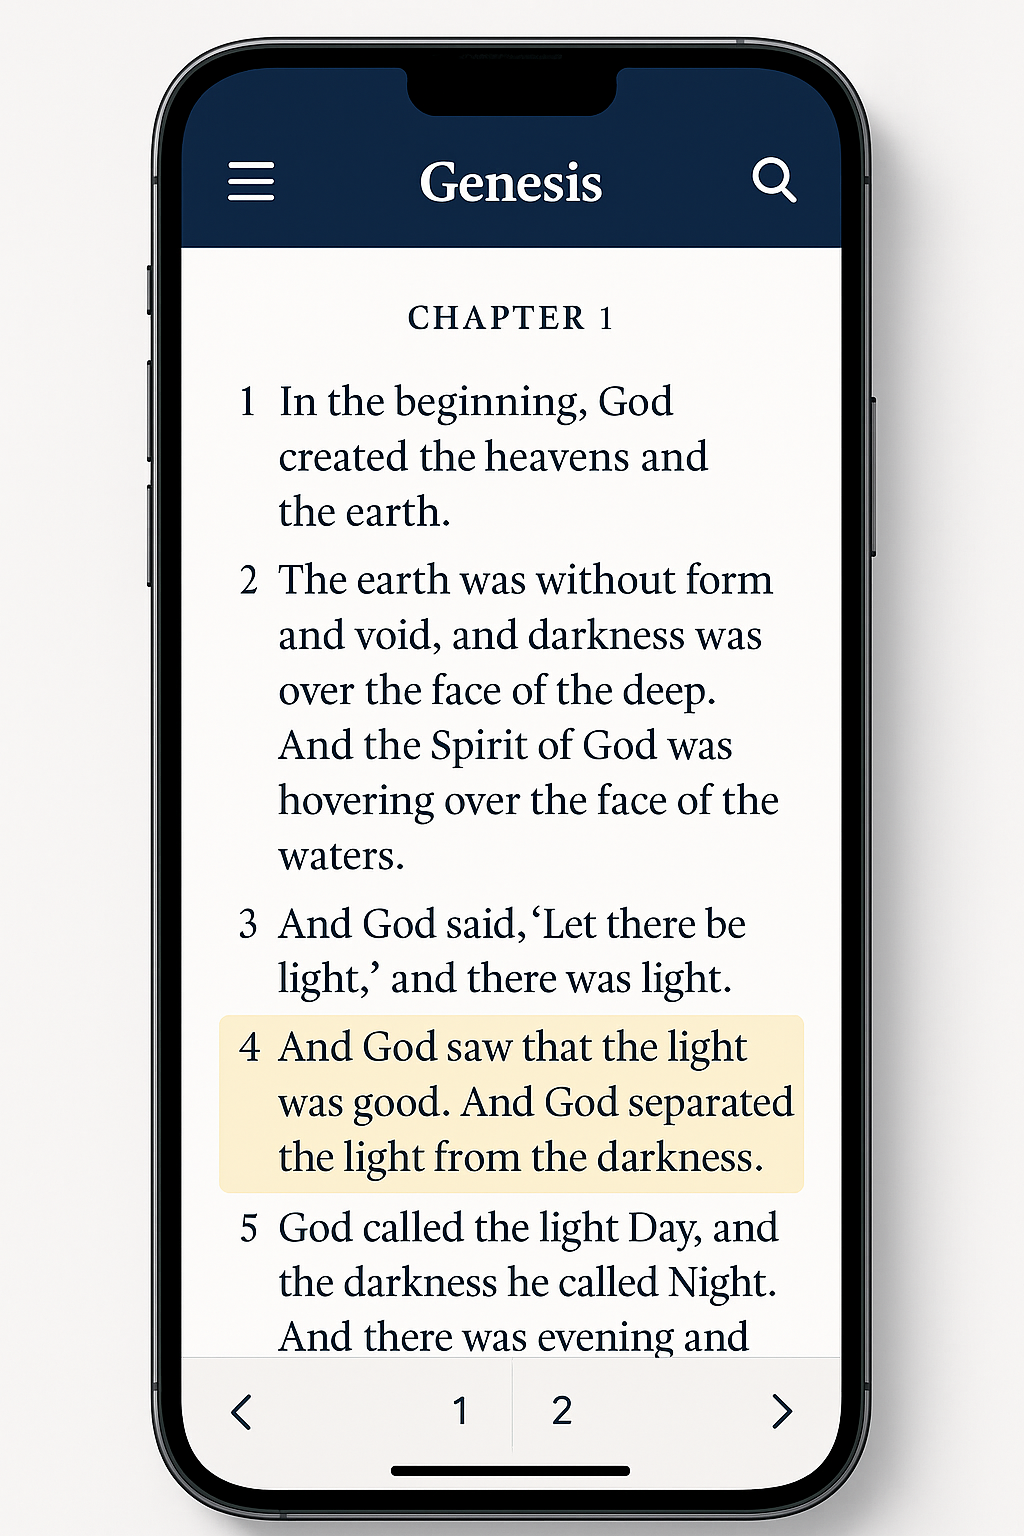 Genesis
CHAPTER 1
1 In the beginning, God
created the heavens and
the earth.
2 The earth was without form
and void, and darkness was
over the face of the deep.
And the Spirit of God was
hovering over the face of the
waters.
3 And God said, ‘Let there be
light,’ and there was light.
4 And God saw that the light
was good. And God separated
the light from the darkness.
5 God called the light Day, and
the darkness he called Night.
And there was evening and
1 2